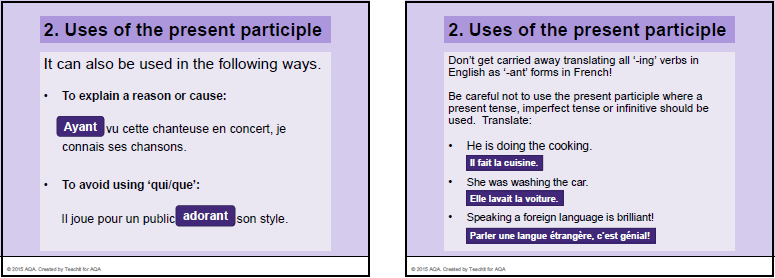 2. Uses of the present participle
It can also be used in the following ways.
• To explain a reason or cause:
Ayant vu cette chanteuse en concert, je
connais ses chansons.
• To avoid using ‘qui/que’:
Il joue pour un public adorant son style.
© 2015 AQA. Created by Teachit for AQA
2. Uses of the present participle
Don’t get carried away translating all ‘-ing’ verbs in
English as ‘-ant’ forms in French!
Be careful not to use the present participle where a
present tense, imperfect tense or infinitive should be
used. Translate:
• He is doing the cooking.
Il fait la cuisine.
• She was washing the car.
Elle lavait la voiture.
• Speaking a foreign language is brilliant!
Parler une langue étrangère, c’est génial!
© 2015 AQA. Created by Teachit for AQA